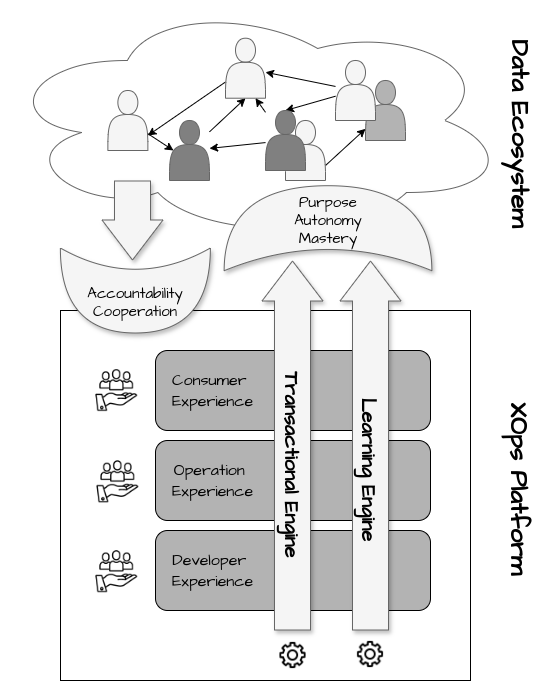 Data Ecosystem
Purpose
Autonomy
Mastery
Accountability
Cooperation
XOps Platform
Consumer
Experience
Operation
Experience
Developer
Experience
Transactional Engine
Learning Engine